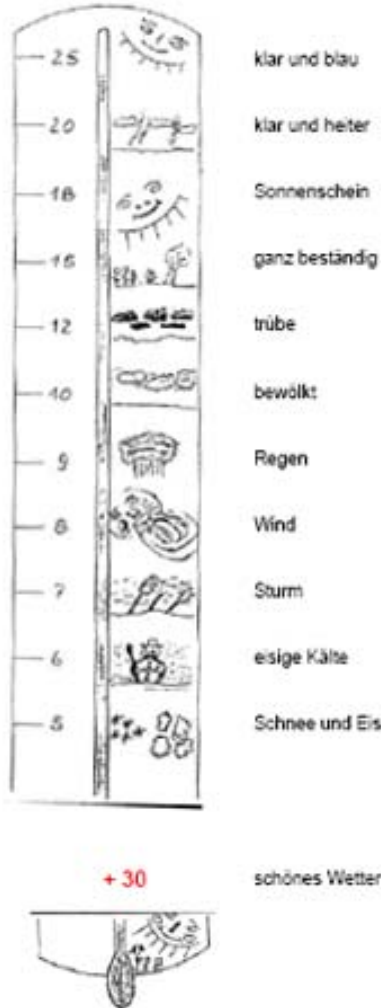 25 klar und blau
20 klar und heiter
18 Sonnenschein
15 ganz beständig
12 trübe
10 bewölkt
9 Regen
8 Wind
7 Sturm
6 eisige Kälte
5 Schnee und Eis
+ 30 schönes Wetter